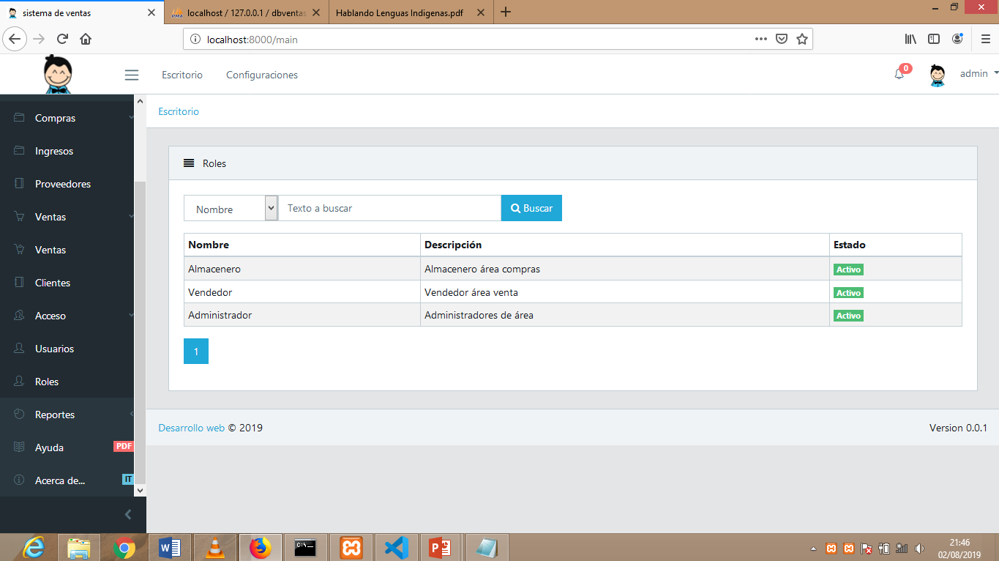 sistema de ventas
localhost / 127.0.0.1 / dbventas
Hablando Lenguas Indigenas.pdf
localhost:8000/main
Escritorio
Configuraciones
0
admin
Compras
Ingresos
Proveedores
Ventas
Ventas
Clientes
Acceso
Usuarios
Roles
Reportes
Ayuda PDF
Acerca de... IT
Escritorio
Roles
Nombre
Texto a buscar
Buscar
Nombre Descripción Estado
Almacenero Almacenero área compras Activo
Vendedor Vendedor área venta Activo
Administrador Administradores de área Activo
1
Desarrollo web © 2019
Version 0.0.1
21:46
02/08/2019